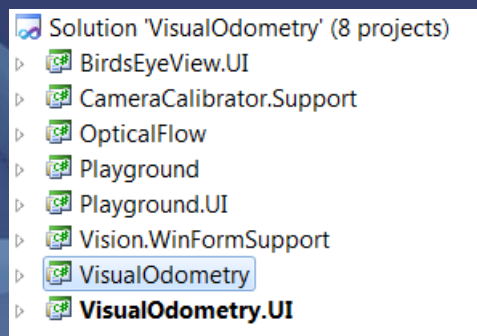 Solution 'VisualOdometry' (8 projects)
BirdsEyeView.UI
CameraCalibrator.Support
OpticalFlow
Playground
Playground.UI
Vision.WinFormSupport
VisualOdometry
VisualOdometry.UI